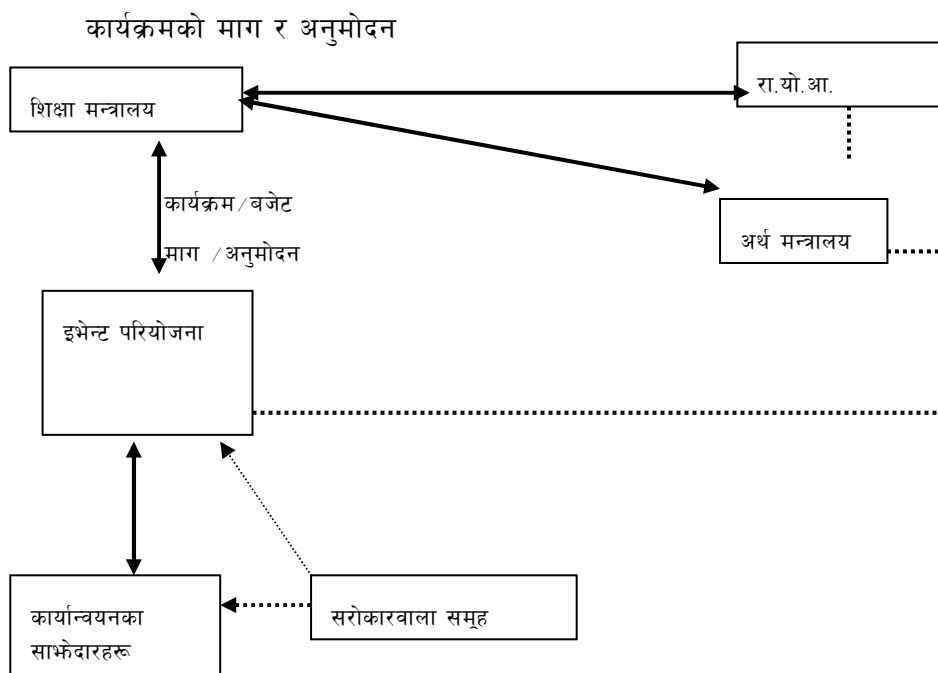 कार्यक्रमको माग र अनुमोदन
शिक्षा मन्त्रालय
रा.यो.आ.
कार्यक्रम/बजेट
माग /अनुमोदन
अर्थ मन्त्रालय
इभेन्ट परियोजना
कार्यान्वयनका
साझेदारहरू
सरोकारवाला समूह